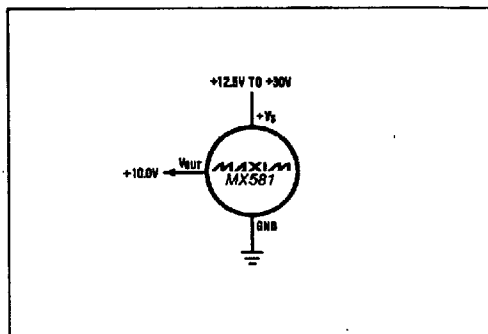 +12.5V TO +30V
+VS
VOUT
+10.0V
MAXIM
MX581
GND